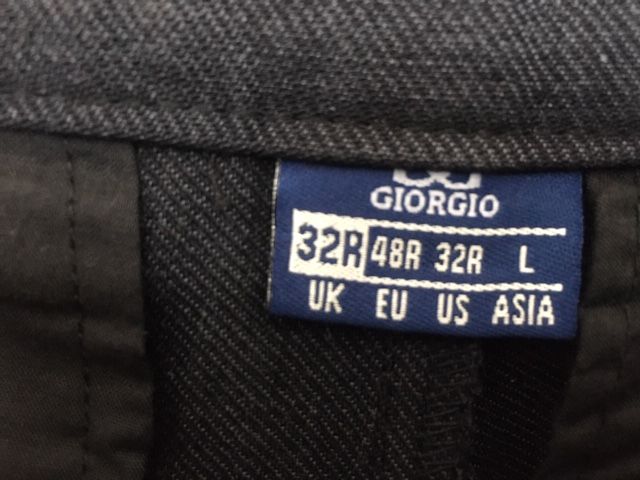 GIORGIO
32R 48R 32R L
UK EU US ASIA